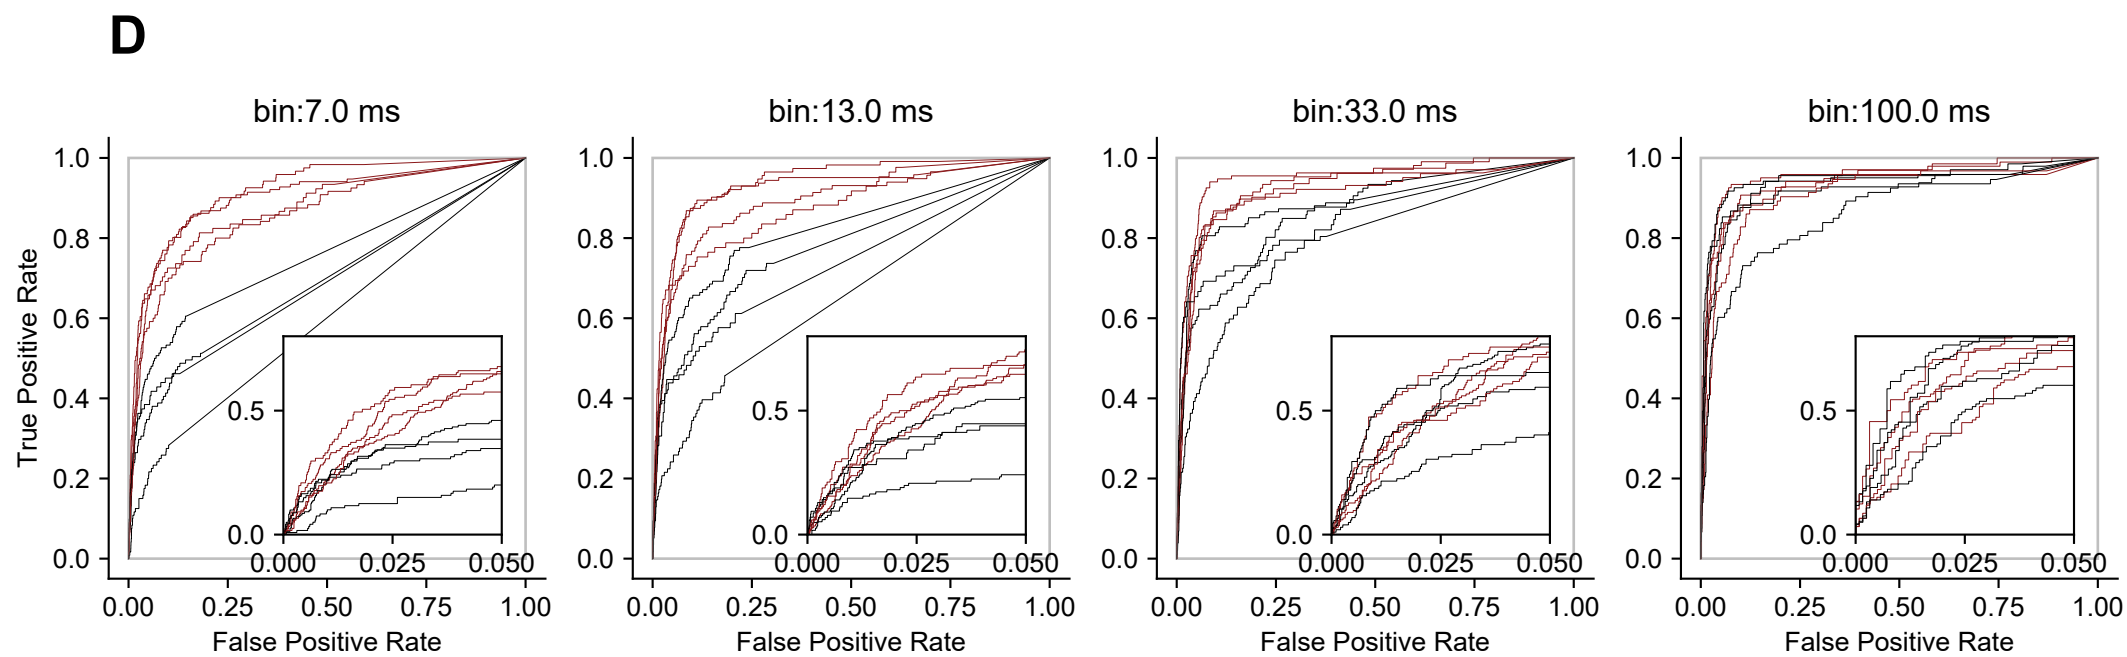 D
bin:7.0 ms
bin:13.0 ms
bin:33.0 ms
bin:100.0 ms
True Positive Rate
1.0
0.8
0.6
0.4
0.2
0.0
0.5
0.0
0.000 0.025 0.050
0.00 0.25 0.50 0.75 1.00
False Positive Rate
1.0
0.8
0.6
0.4
0.2
0.0
0.5
0.0
0.000 0.025 0.050
0.00 0.25 0.50 0.75 1.00
False Positive Rate
1.0
0.8
0.6
0.4
0.2
0.0
0.5
0.0
0.000 0.025 0.050
0.00 0.25 0.50 0.75 1.00
False Positive Rate
1.0
0.8
0.6
0.4
0.2
0.0
0.5
0.0
0.000 0.025 0.050
0.00 0.25 0.50 0.75 1.00
False Positive Rate